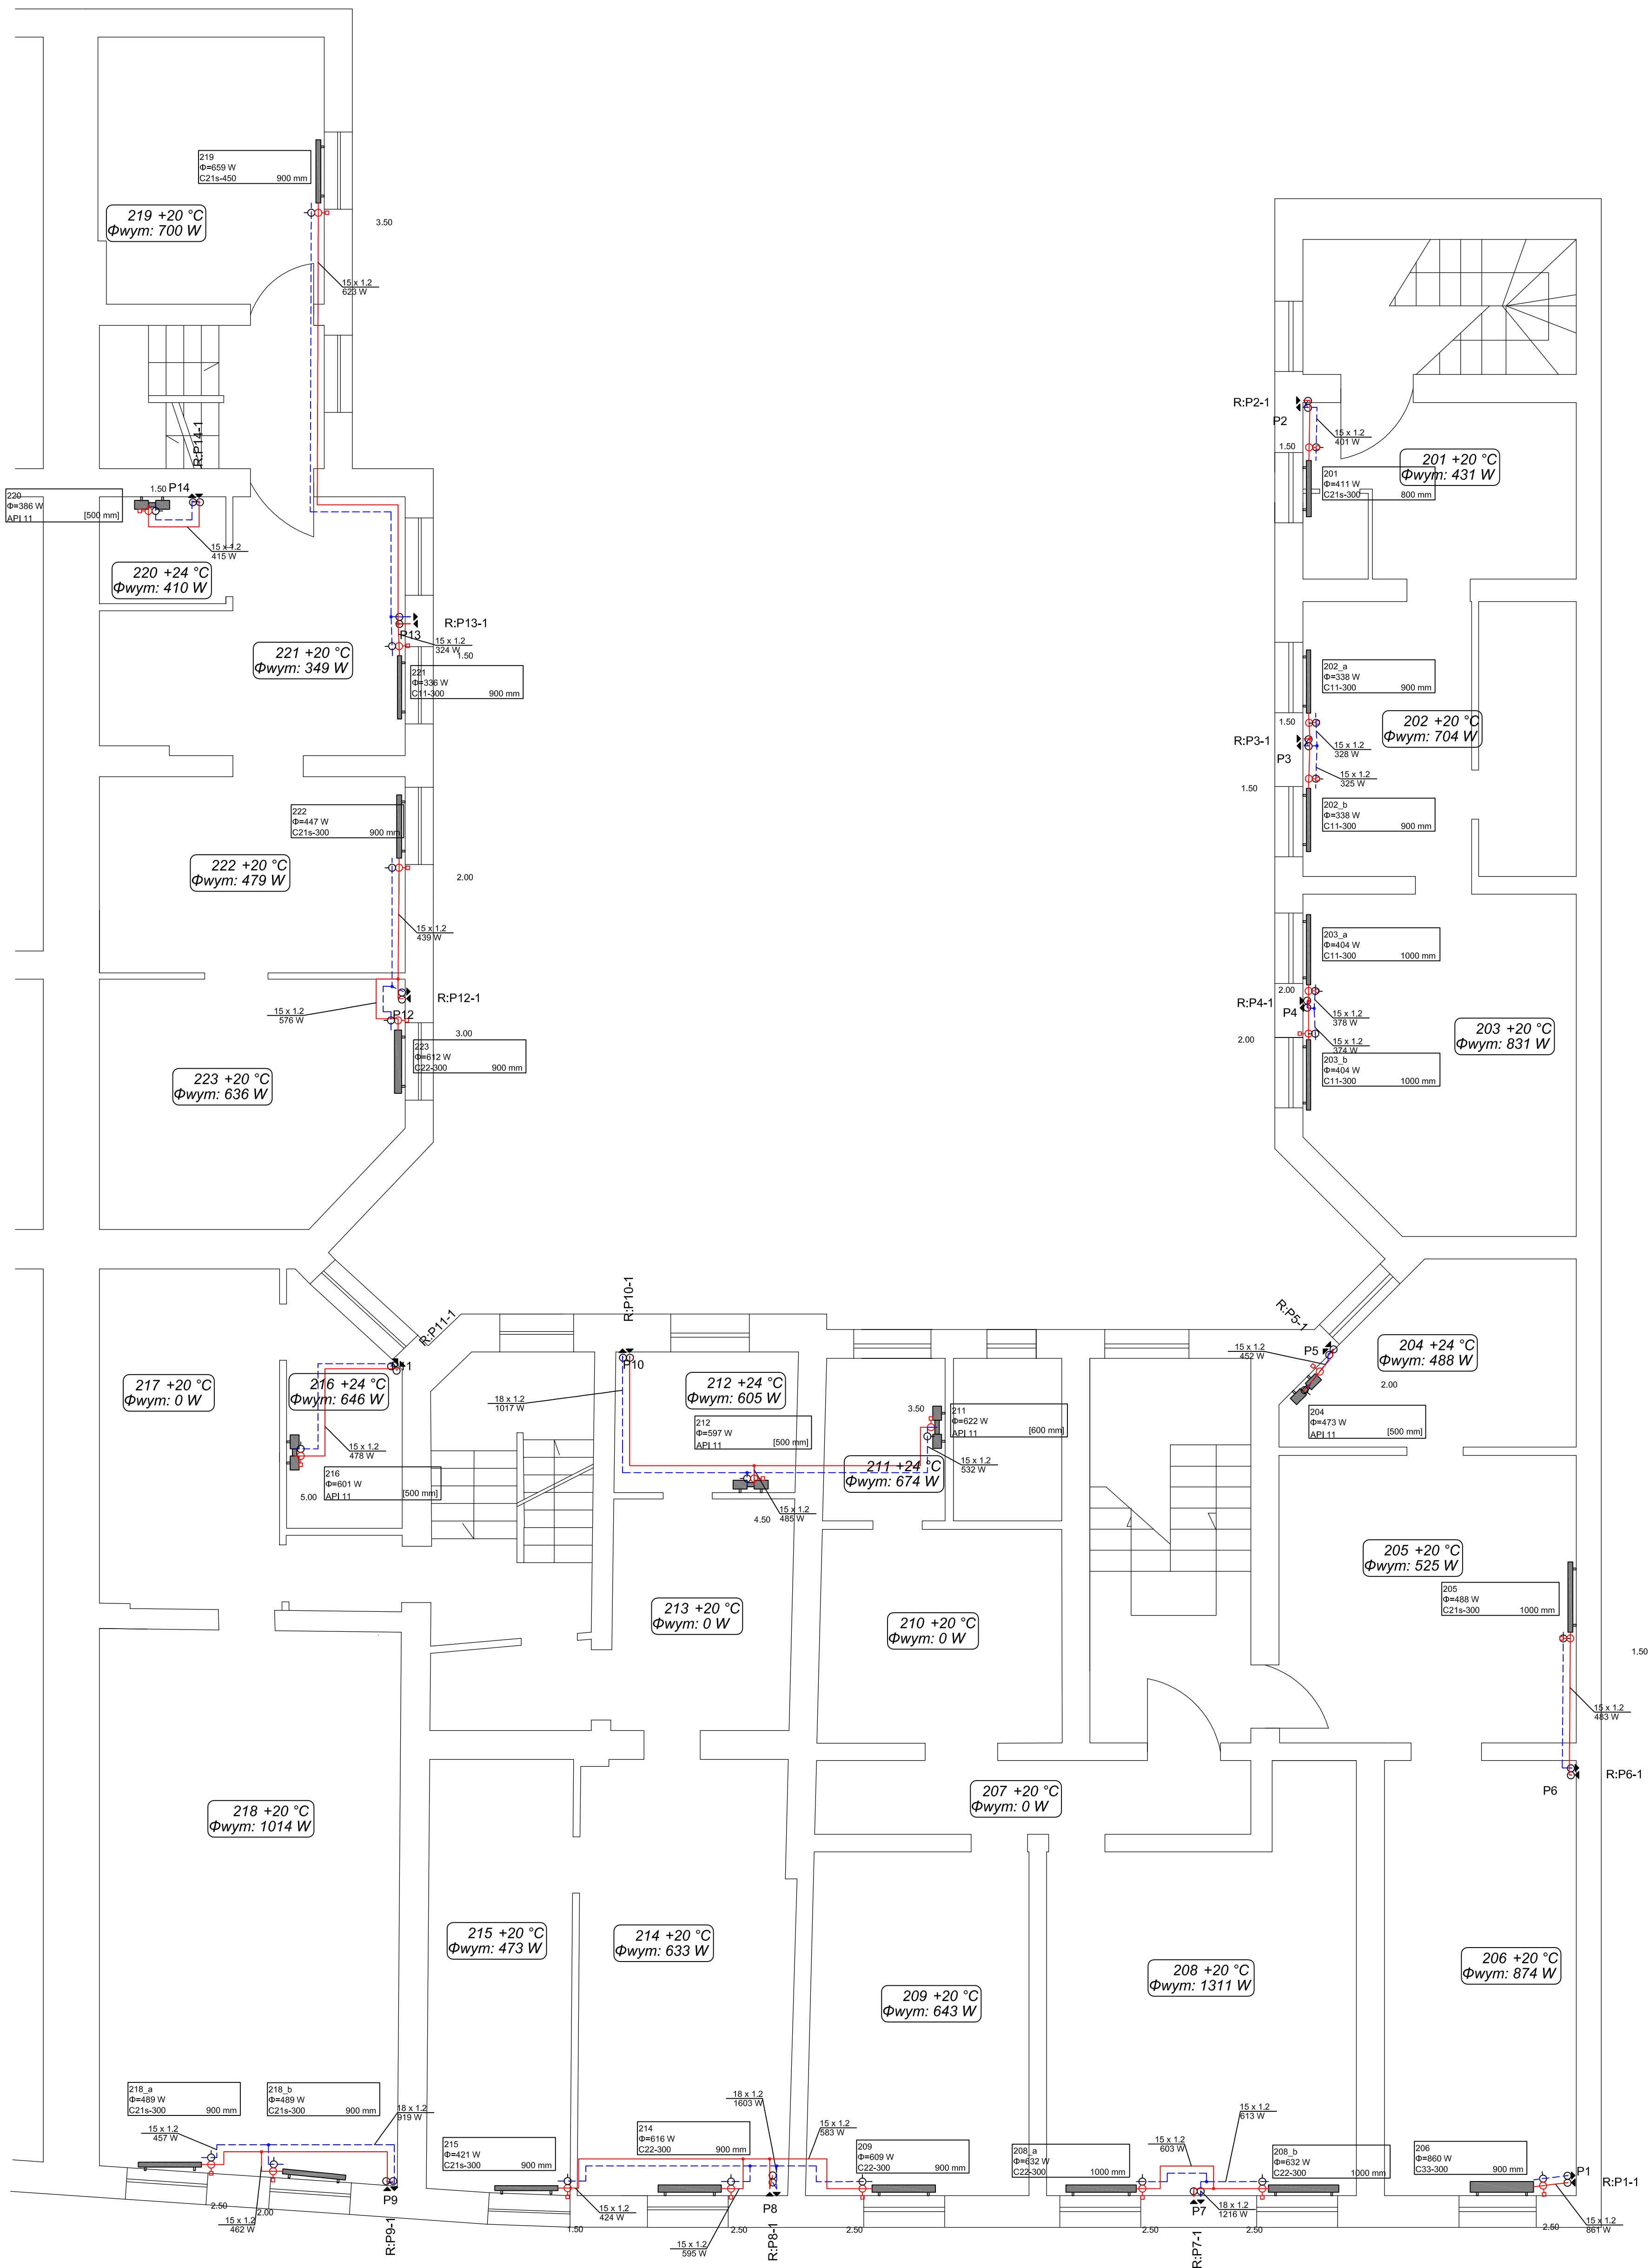 219
Φ=659 W
C21s-450 900 mm
219 +20 °C
Φwym: 700 W
3.50
15 x 1.2
623 W
R:P14-1
220
Φ=386 W
API 11 [500 mm]
1.50
P14
15 x 1.2
415 W
220 +24 °C
Φwym: 410 W
R:P13-1
P13
15 x 1.2
324 W
1.50
221 +20 °C
Φwym: 349 W
221
Φ=336 W
C11-300 900 mm
222
Φ=447 W
C21s-300 900 mm
222 +20 °C
Φwym: 479 W
2.00
15 x 1.2
439 W
R:P12-1
P12
15 x 1.2
576 W
3.00
223
Φ=612 W
C22-300 900 mm
223 +20 °C
Φwym: 636 W
R:P2-1
P2
15 x 1.2
401 W
1.50
201 +20 °C
Φwym: 431 W
201
Φ=411 W
C21s-300 800 mm
202_a
Φ=338 W
C11-300 900 mm
202 +20 °C
Φwym: 704 W
1.50
R:P3-1
P3
15 x 1.2
328 W
15 x 1.2
325 W
1.50
202_b
Φ=338 W
C11-300 900 mm
203_a
Φ=404 W
C11-300 1000 mm
2.00
R:P4-1
P4
15 x 1.2
378 W
203 +20 °C
Φwym: 831 W
2.00
15 x 1.2
374 W
203_b
Φ=404 W
C11-300 1000 mm
R:P11-1
P11
217 +20 °C
Φwym: 0 W
216 +24 °C
Φwym: 646 W
15 x 1.2
478 W
216
Φ=601 W
API 11 [500 mm]
5.00
R:P10-1
P10
18 x 1.2
1017 W
212 +24 °C
Φwym: 605 W
212
Φ=597 W
API 11 [500 mm]
3.50
211
Φ=622 W
API 11 [600 mm]
211 +24 °C
Φwym: 674 W
15 x 1.2
532 W
4.50
15 x 1.2
485 W
R:P5-1
P5
15 x 1.2
452 W
204 +24 °C
Φwym: 488 W
2.00
204
Φ=473 W
API 11 [500 mm]
205 +20 °C
Φwym: 525 W
205
Φ=488 W
C21s-300 1000 mm
1.50
15 x 1.2
483 W
R:P6-1
P6
213 +20 °C
Φwym: 0 W
210 +20 °C
Φwym: 0 W
207 +20 °C
Φwym: 0 W
218 +20 °C
Φwym: 1014 W
215 +20 °C
Φwym: 473 W
214 +20 °C
Φwym: 633 W
209 +20 °C
Φwym: 643 W
208 +20 °C
Φwym: 1311 W
206 +20 °C
Φwym: 874 W
218_a
Φ=489 W
C21s-300 900 mm
218_b
Φ=489 W
C21s-300 900 mm
15 x 1.2
457 W
18 x 1.2
919 W
P9
R:P9-1
2.50
2.00
15 x 1.2
462 W
215
Φ=421 W
C21s-300 900 mm
15 x 1.2
424 W
1.50
214
Φ=616 W
C22-300 900 mm
18 x 1.2
1603 W
15 x 1.2
583 W
209
Φ=609 W
C22-300 900 mm
P8
R:P8-1
15 x 1.2
595 W
2.50
2.50
208_a
Φ=632 W
C22-300 1000 mm
15 x 1.2
603 W
15 x 1.2
613 W
208_b
Φ=632 W
C22-300 1000 mm
P7
R:P7-1
18 x 1.2
1216 W
2.50
2.50
206
Φ=860 W
C33-300 900 mm
P1
R:P1-1
15 x 1.2
861 W
2.50